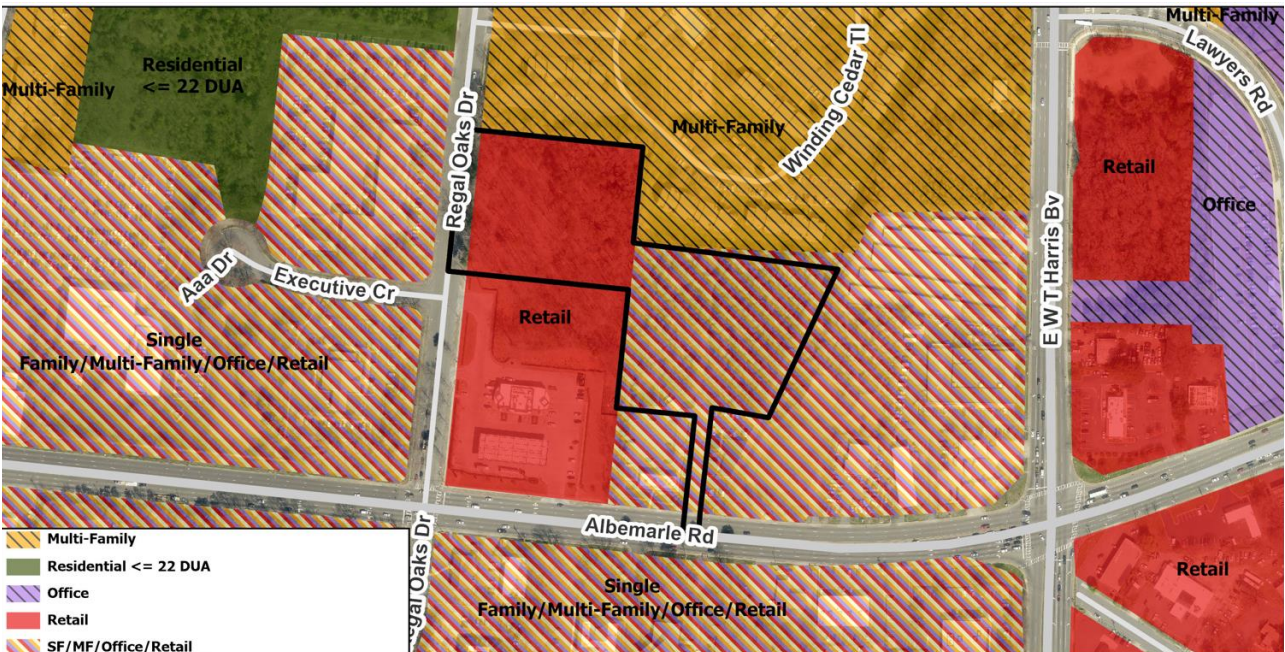 Multi-Family
Residential
<= 22 DUA
Multi-Family
Regal Oaks Dr
Multi-Family
Winding Cedar Tl
Lawyers Rd
Retail
Office
E W T Harris Bv
Aaa Dr
Executive Cr
Retail
Single
Family/Multi-Family/Office/Retail
Albemarle Rd
egal Oaks Dr
Single
Family/Multi-Family/Office/Retail
Retail
Multi-Family
Residential <= 22 DUA
Office
Retail
SF/MF/Office/Retail